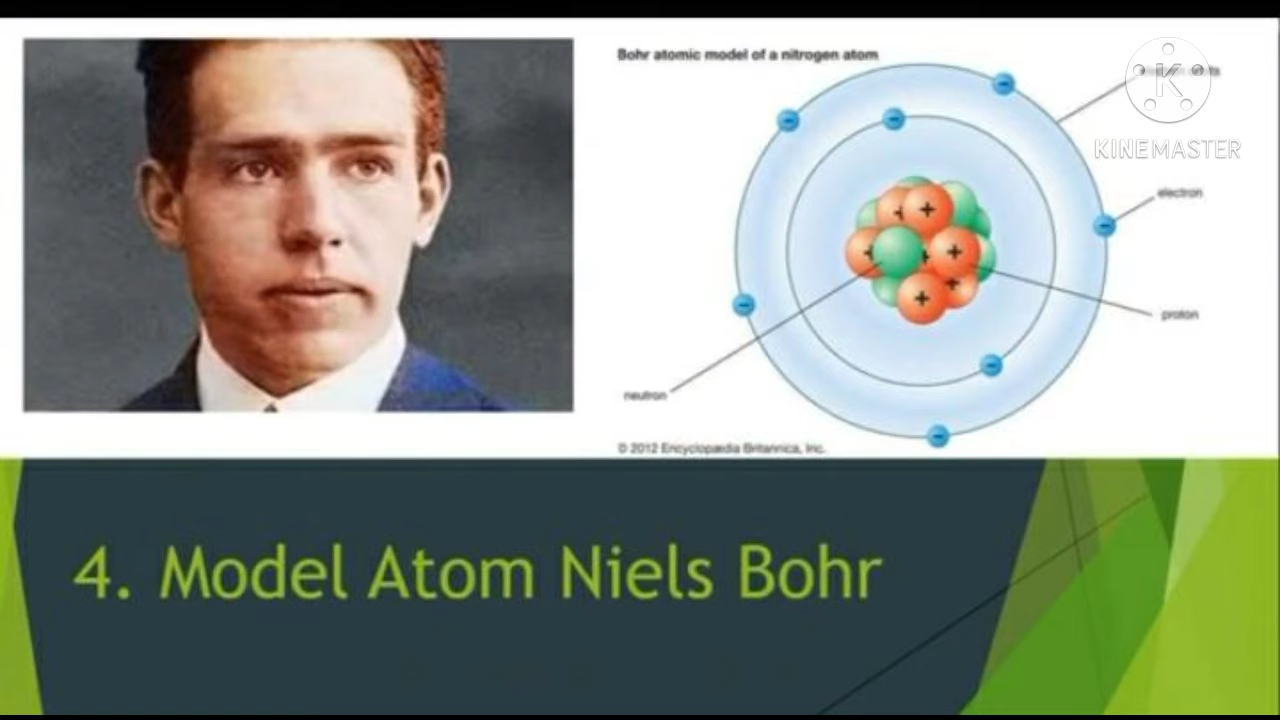 Bohr atomic model of a nitrogen atom
KINEMASTER
electron
proton
neutron
© 2012 Encyclopædia Britannica, Inc.
4. Model Atom Niels Bohr